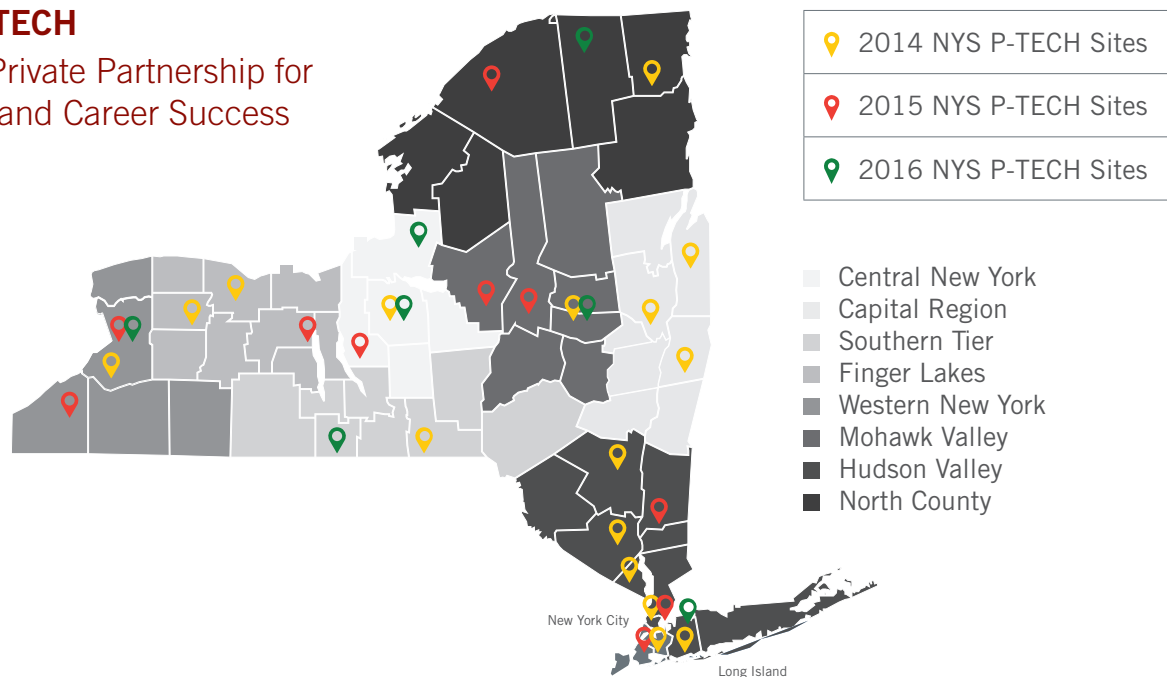 TECH
Private Partnership for
and Career Success
2014 NYS P-TECH Sites
2015 NYS P-TECH Sites
2016 NYS P-TECH Sites
Central New York
Capital Region
Southern Tier
Finger Lakes
Western New York
Mohawk Valley
Hudson Valley
North County
New York City
Long Island